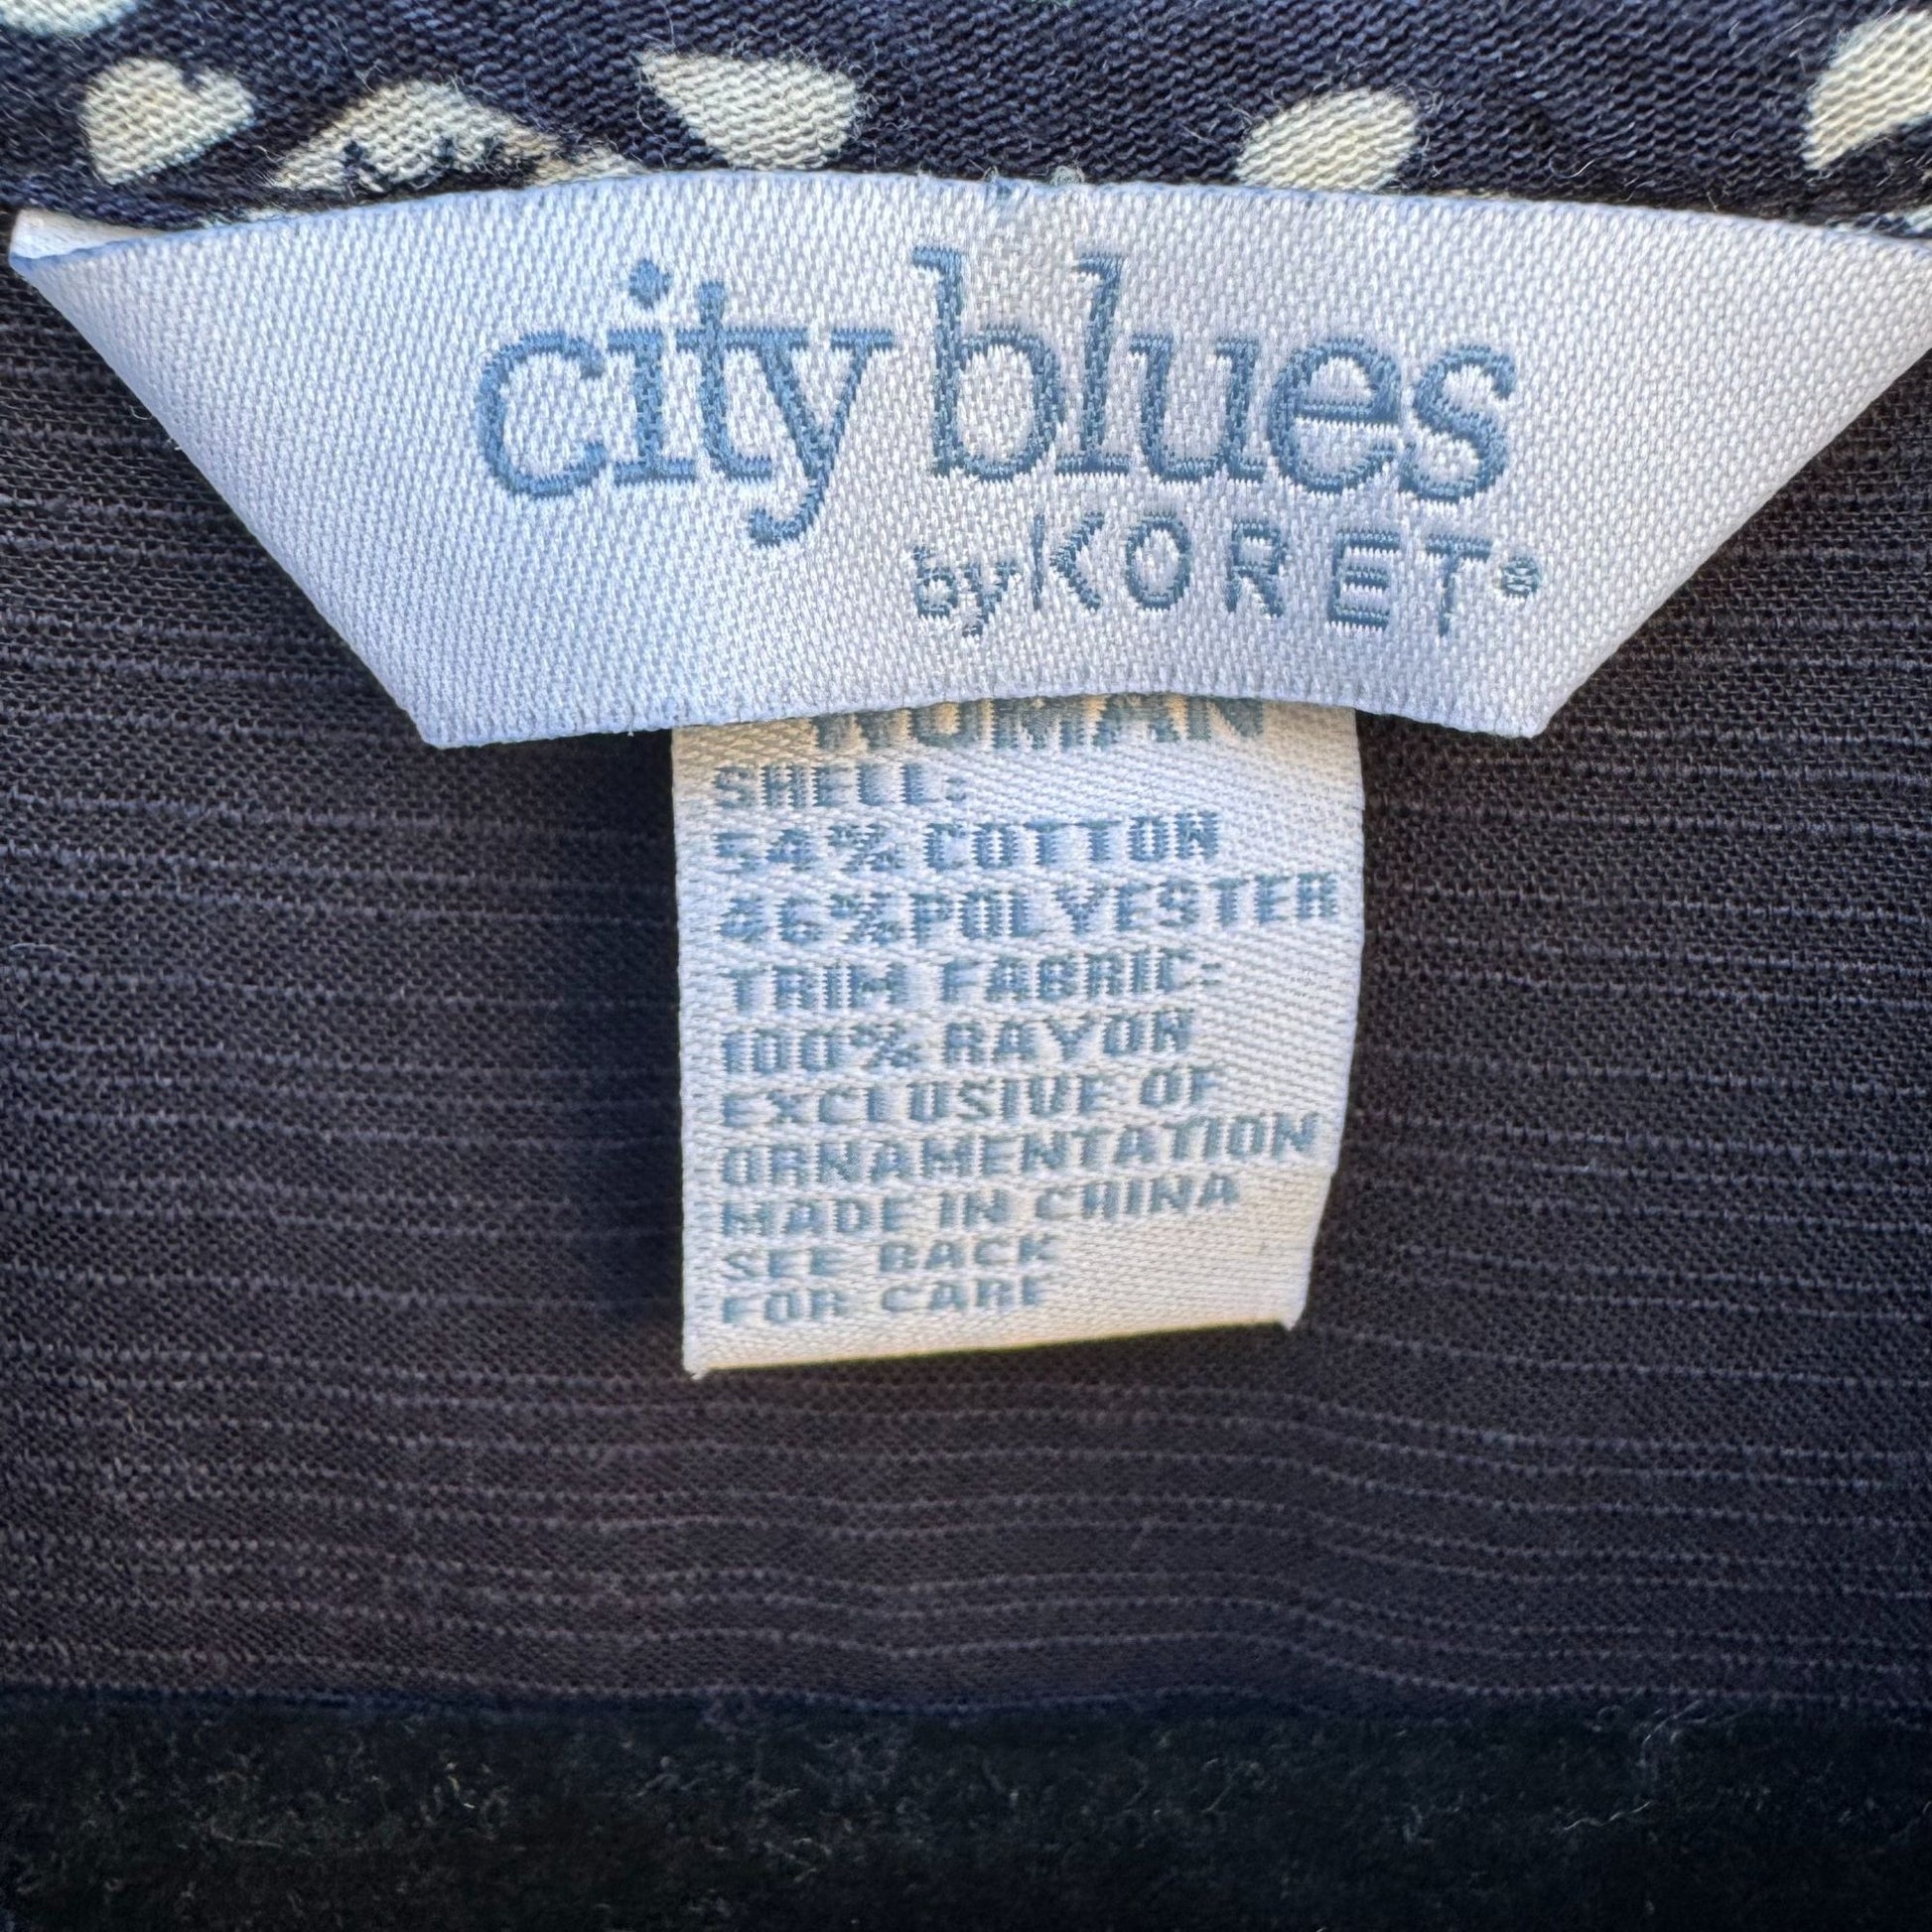 city blues
by KORET®
WOMAN
SHELL:
54% COTTON
46% POLYESTER
TRIM FABRIC:
100% RAYON
EXCLUSIVE OF
ORNAMENTATION
MADE IN CHINA
SEE BACK
FOR CARE